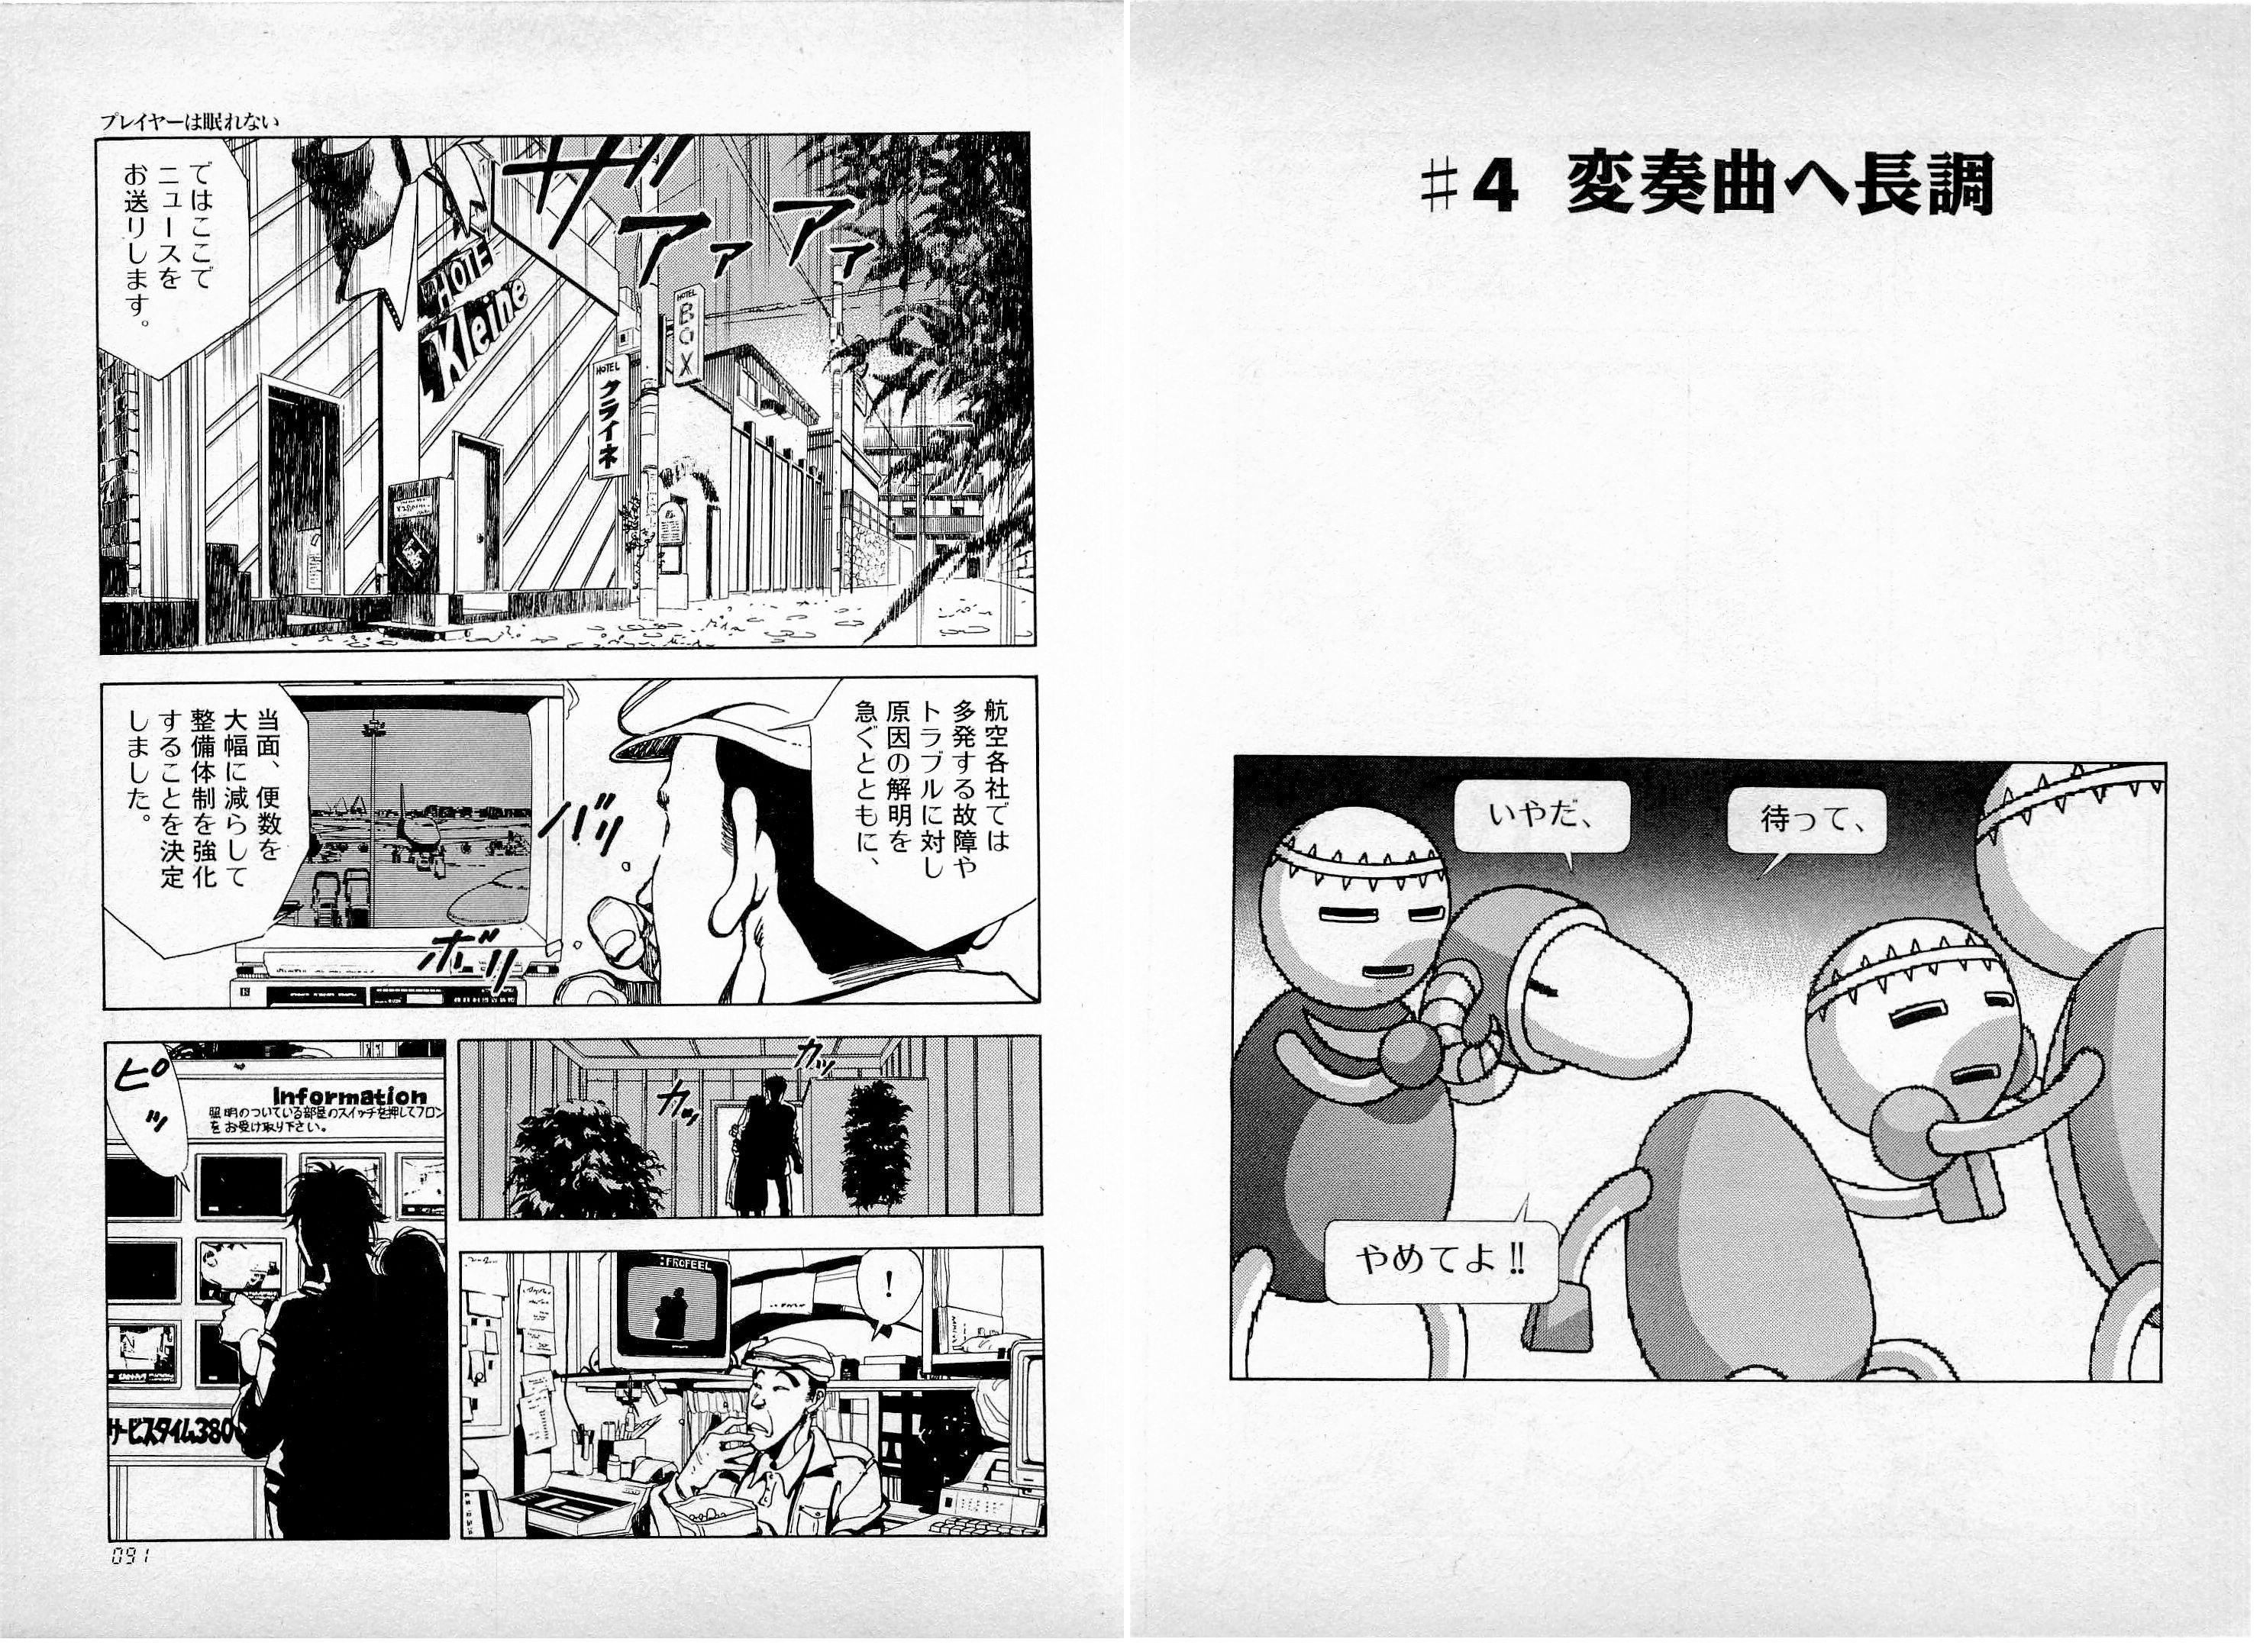 #4 変奏曲ヘ長調
待って、
いやだ、
やめてよ!!
プレイヤーは眠れない
ザァァ
ザァァ
ではここで
ニュースを
お送りします。
HOTEL
Kleine
HOTEL
BOX
HOTEL
クライネ
航空各社では
多発する故障や
トラブルに対し
原因の解明を
急ぐとともに、
当面、便数を
大幅に減らして
整備体制を強化
することを決定
しました。
バリ
ボリ
カッ
カッ
ピッ
Information
照明のついている部屋のスイッチを押してフロン
をお受け取り下さい。
サービスタイム380
PROFEEL
!
091